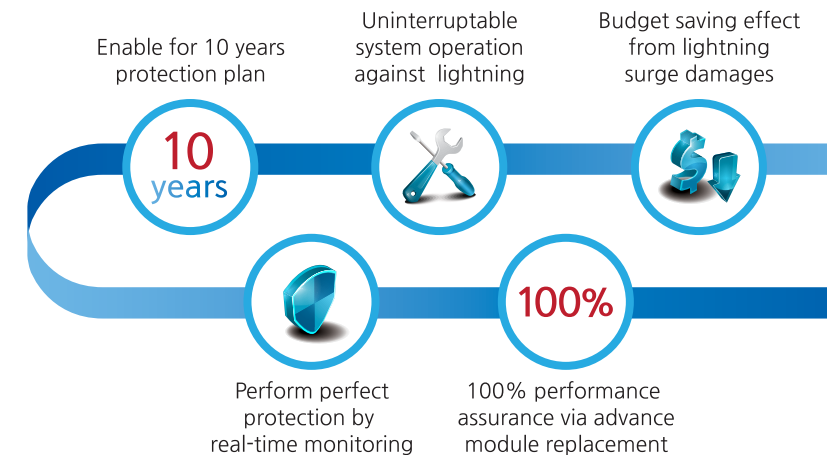 Enable for 10 years
protection plan
10
years
Uninterruptable
system operation
against lightning
Budget saving effect
from lightning
surge damages
Perform perfect
protection by
real-time monitoring
100%
100% performance
assurance via advance
module replacement